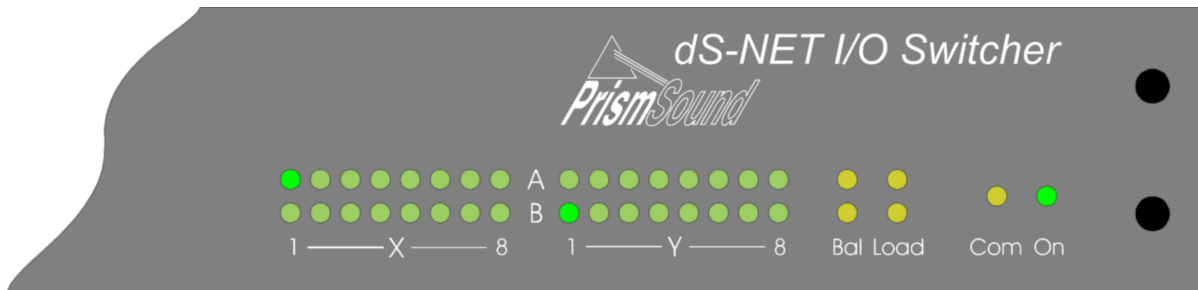 dS-NET I/O Switcher
PrismSound
A
B
1 X 8 1 Y 8 Bal Load Com On